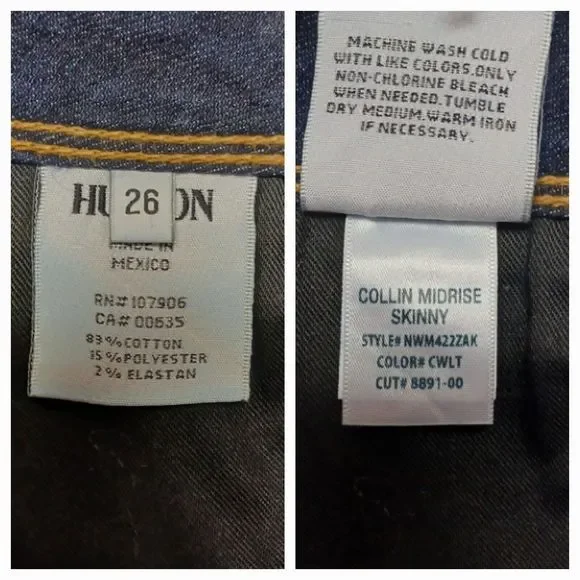 HU 26 ON
MADE IN
MEXICO
RN# 107906
CA# 00635
83% COTTON
15% POLYESTER
2% ELASTAN
MACHINE WASH COLD
WITH LIKE COLORS.ONLY
NON-CHLORINE BLEACH
WHEN NEEDED.TUMBLE
DRY MEDIUM.WARM IRON
IF NECESSARY.
COLLIN MIDRISE
SKINNY
STYLE# NWM422ZAK
COLOR# CWLT
CUT# 8891-00